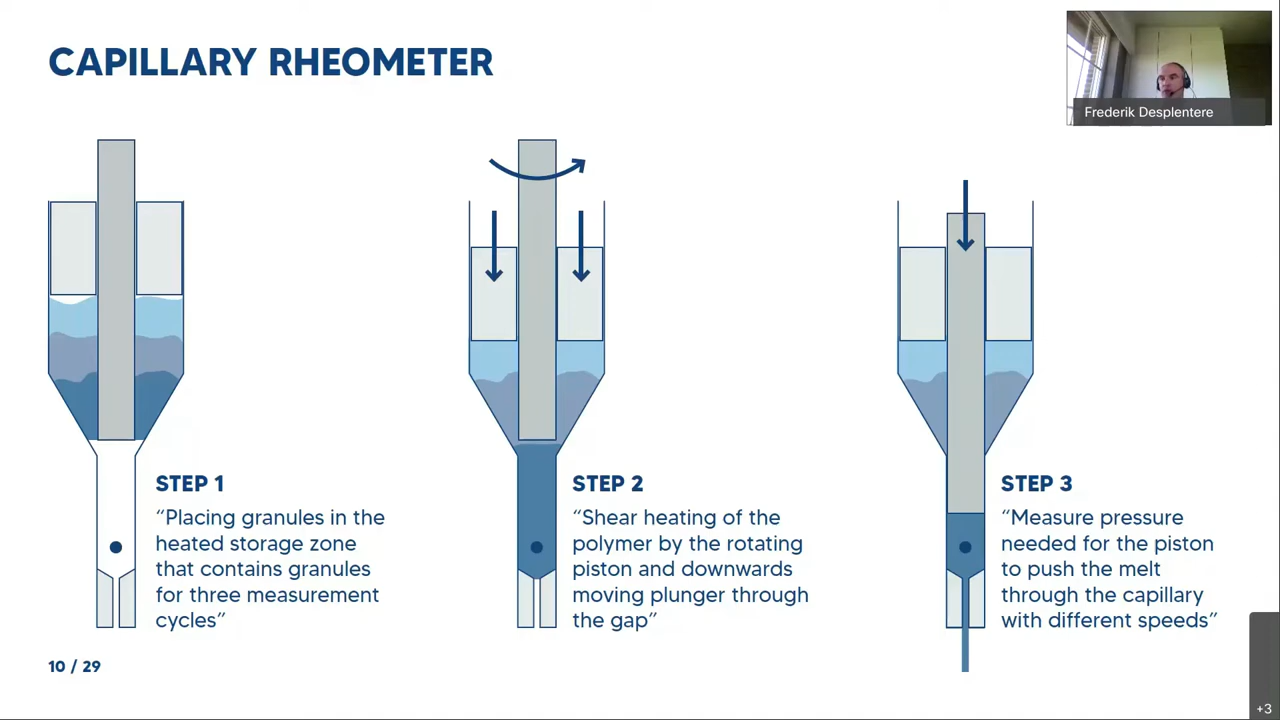 CAPILLARY RHEOMETER
Frederik Desplentere
STEP 1
“Placing granules in the
heated storage zone
that contains granules
for three measurement
cycles”
STEP 2
“Shear heating of the
polymer by the rotating
piston and downwards
moving plunger through
the gap”
STEP 3
“Measure pressure
needed for the piston
to push the melt
through the capillary
with different speeds”
10 / 29
+3